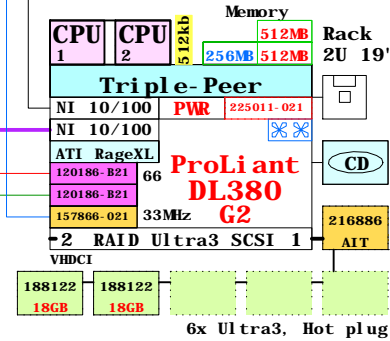 Memory
CPU
1
CPU
2
512kb
512MB
256MB 512MB
Rack
2U 19'
Triple-Peer
NI 10/100
PWR
225011-021
NI 10/100
ATI RageXL
120186-B21
66
120186-B21
157866-021
33MHz
ProLiant
DL380
G2
CD
216886
AIT
2 RAID Ultra3 SCSI 1
VHDCI
188122
18GB
188122
18GB
6x Ultra3, Hot plug